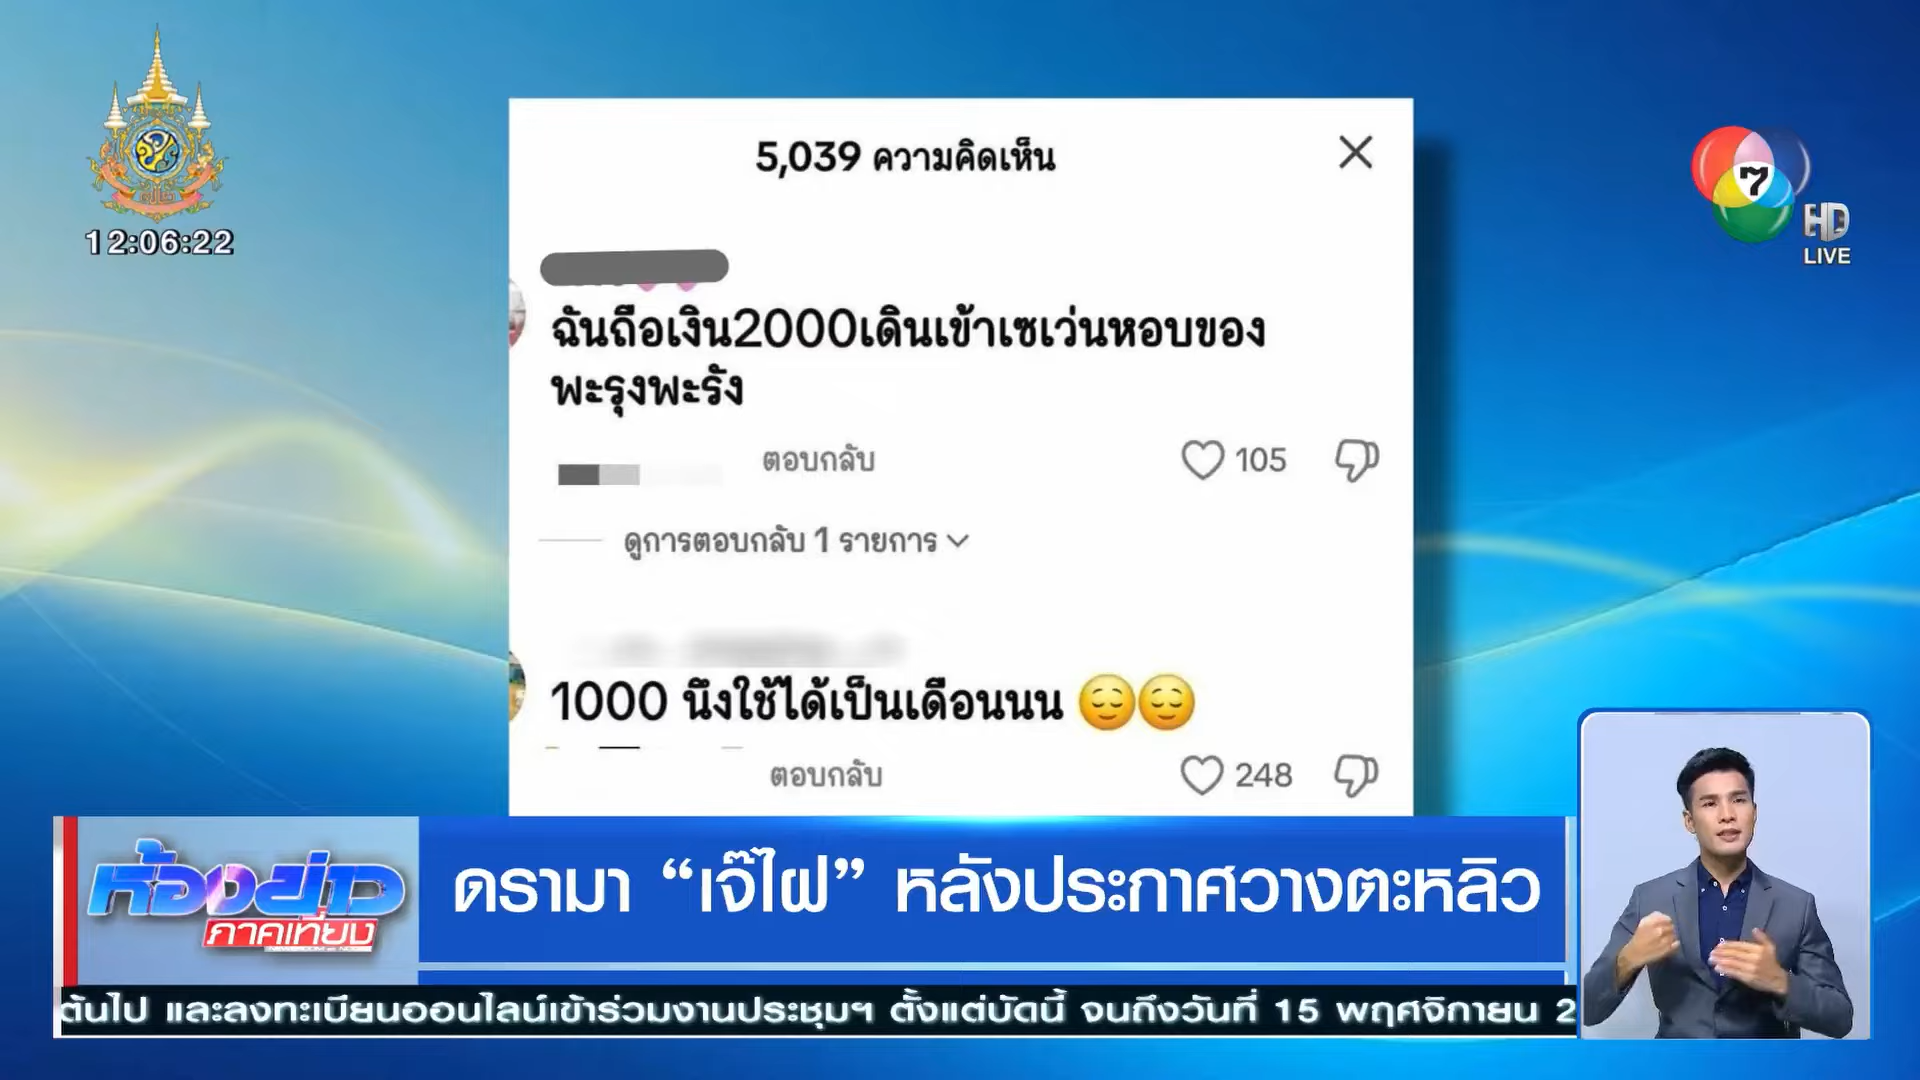 12:06:22
7
HD
LIVE
5,039 ความคิดเห็น
ฉันถือเงิน2000เดินเข้าเซเว่นหอบของ
พะรุงพะรัง
ตอบกลับ
105
ดูการตอบกลับ 1 รายการ
1000 นึงใช้ได้เป็นเดือนนน 😌😌
ตอบกลับ
248
ห้องข่าว
ภาคเที่ยง
ดรามา “เจ๊ไฝ” หลังประกาศวางตะหลิว
ต้นไป และลงทะเบียนออนไลน์เข้าร่วมงานประชุมฯ ตั้งแต่บัดนี้ จนถึงวันที่ 15 พฤศจิกายน 2